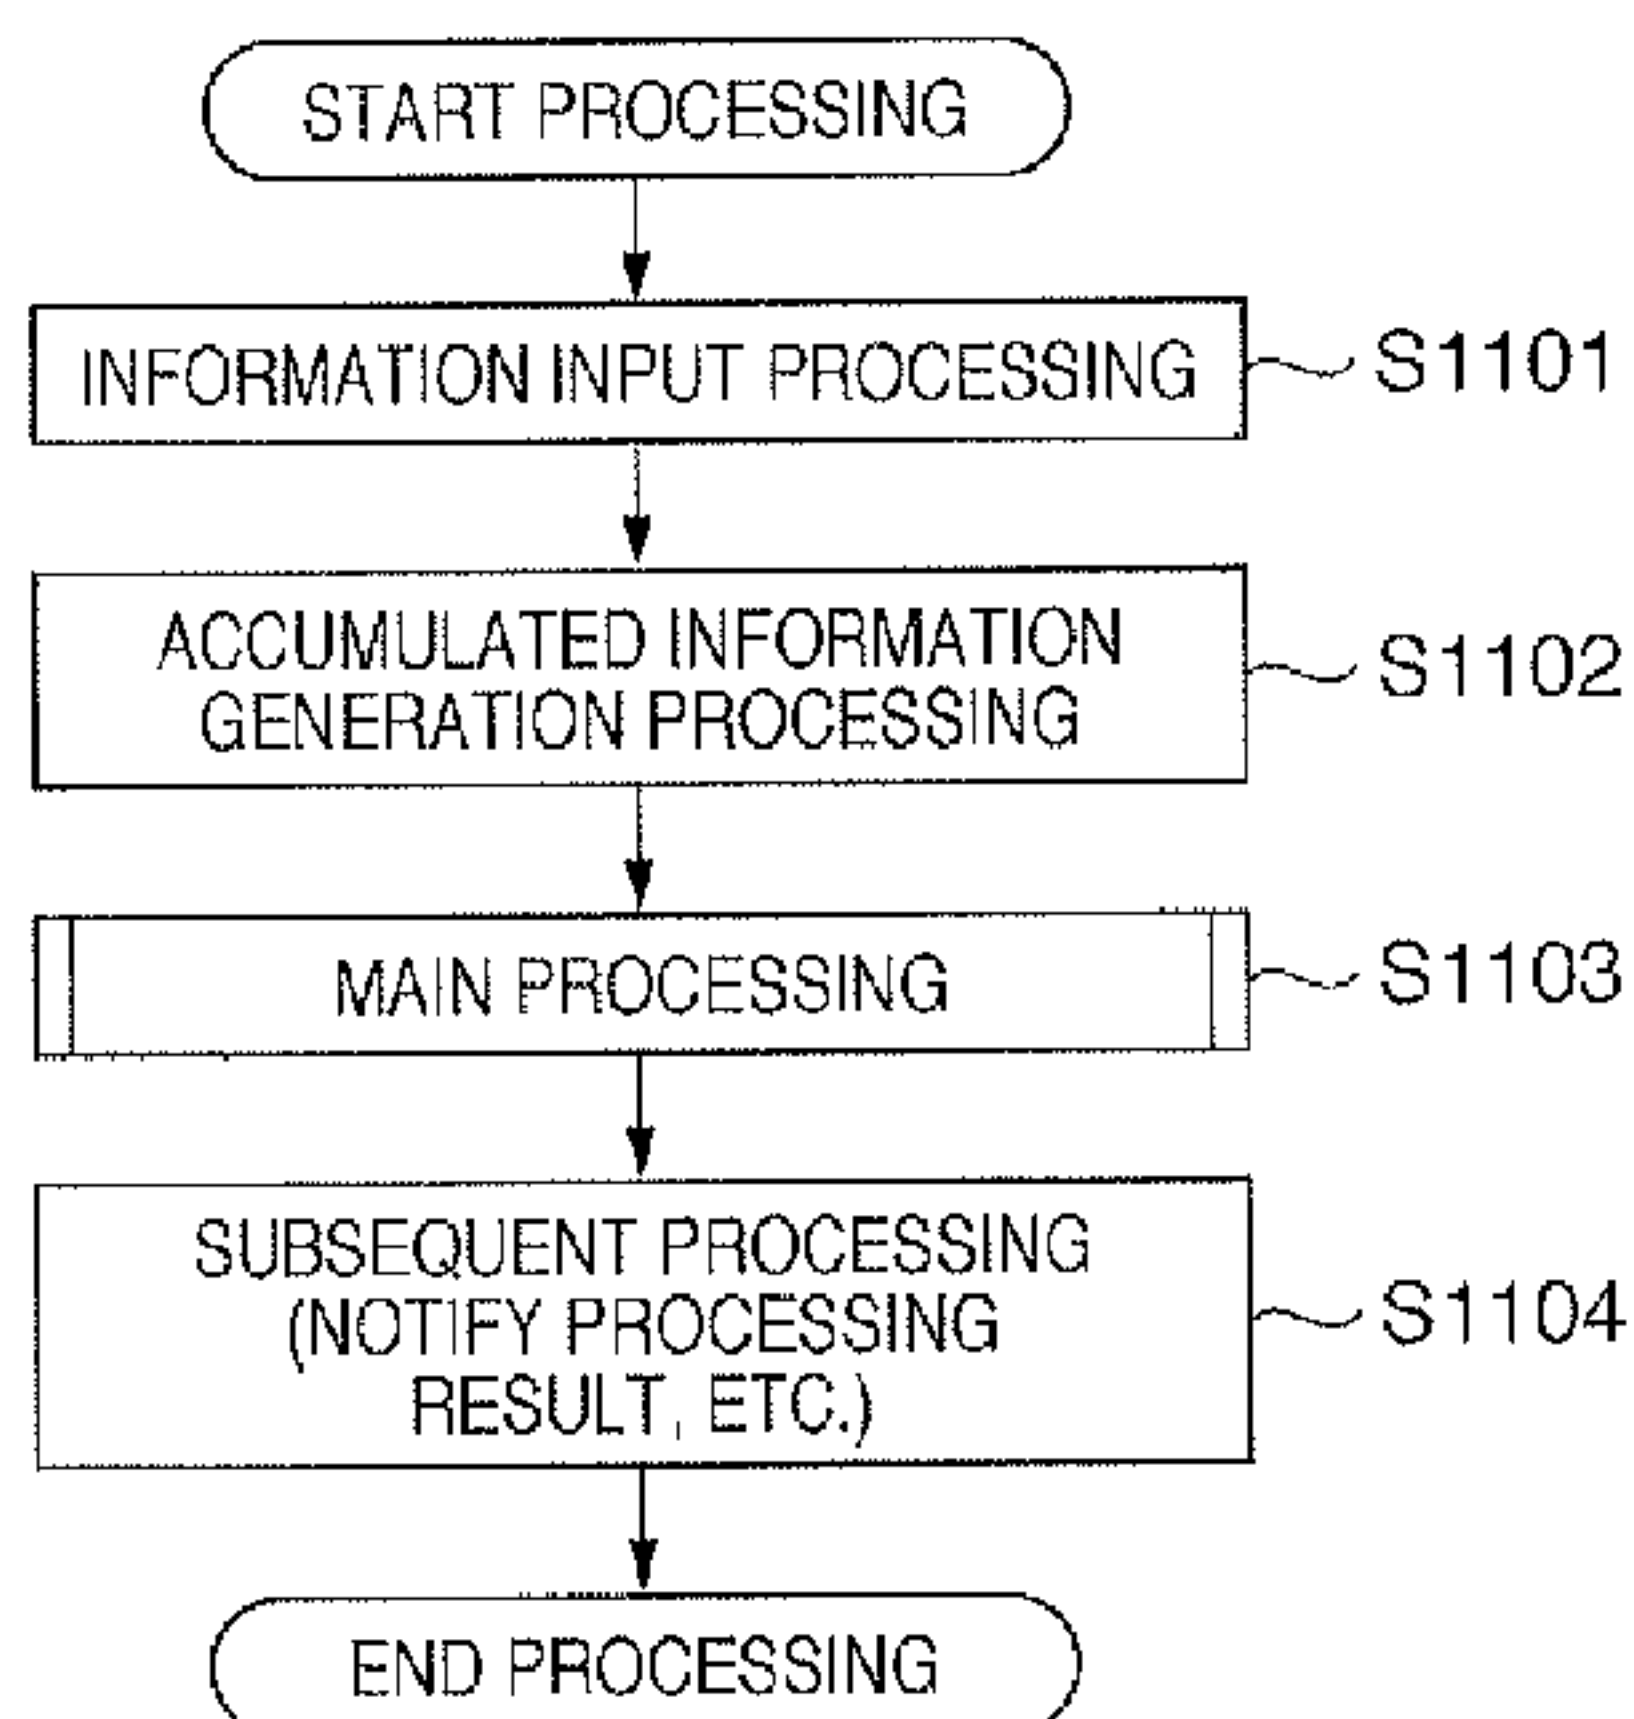 START PROCESSING
INFORMATION INPUT PROCESSING
S1101
ACCUMULATED INFORMATION
GENERATION PROCESSING
S1102
MAIN PROCESSING
S1103
SUBSEQUENT PROCESSING
(NOTIFY PROCESSING
RESULT, ETC.)
S1104
END PROCESSING